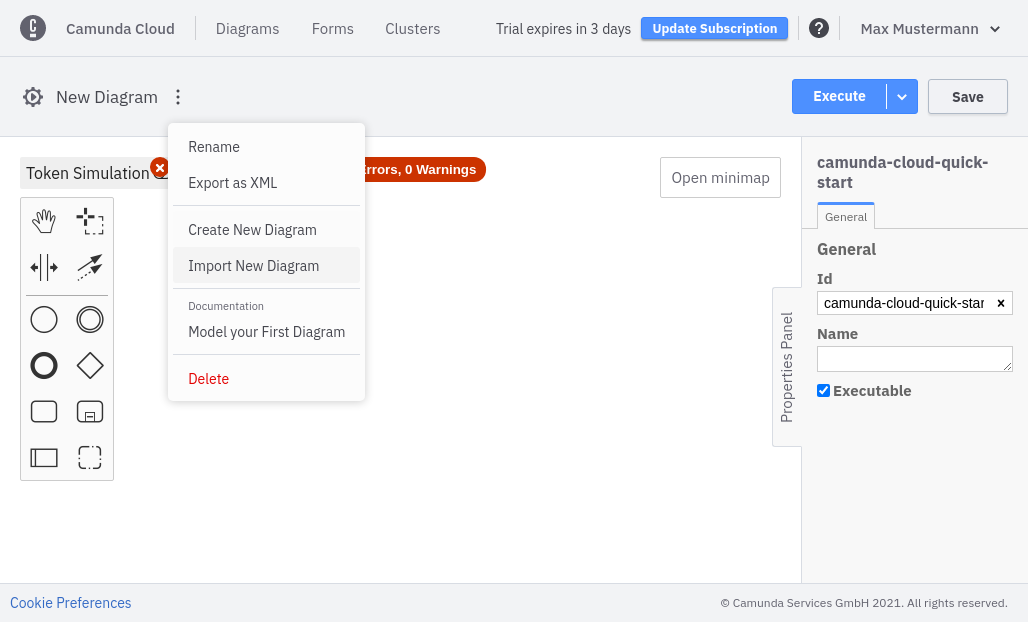 Camunda Cloud
Diagrams
Forms
Clusters
Trial expires in 3 days
Update Subscription
Max Mustermann
New Diagram
Execute
Save
Rename
Export as XML
Create New Diagram
Import New Diagram
Documentation
Model your First Diagram
Delete
Token Simulation
Errors, 0 Warnings
Open minimap
Properties Panel
camunda-cloud-quick-
start
General
General
Id
camunda-cloud-quick-star
Name
Executable
Cookie Preferences
© Camunda Services GmbH 2021. All rights reserved.